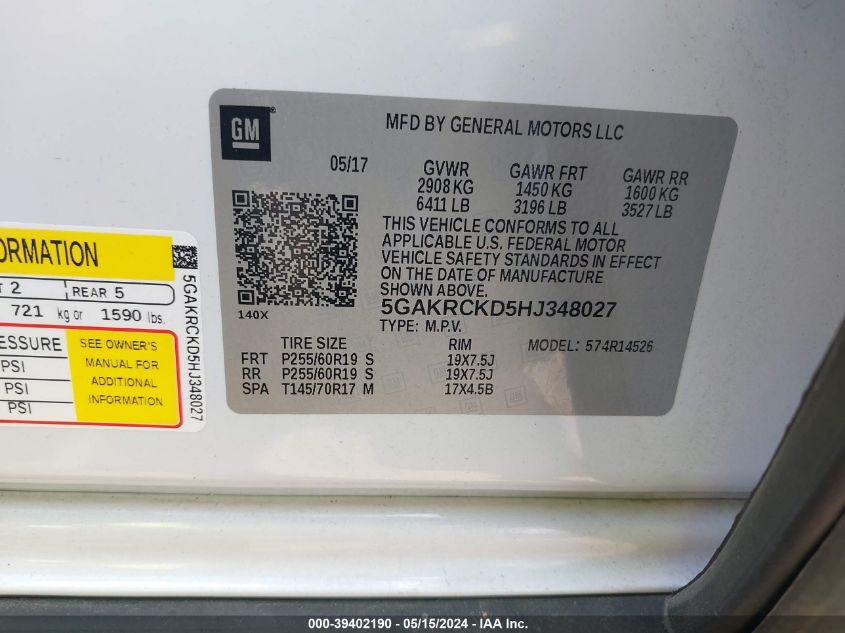 GM
MFD BY GENERAL MOTORS LLC
05/17
GVWR GAWR FRT GAWR RR
2908 KG 1450 KG 1600 KG
6411 LB 3196 LB 3527 LB
THIS VEHICLE CONFORMS TO ALL
APPLICABLE U.S. FEDERAL MOTOR
VEHICLE SAFETY STANDARDS IN EFFECT
ON THE DATE OF MANUFACTURE
SHOWN ABOVE.
140X
5GAKRCKD5HJ348027
TYPE: M.P.V. MODEL: 574R14526
TIRE SIZE RIM
FRT P255/60R19 S 19X7.5J
RR P255/60R19 S 19X7.5J
SPA T145/70R17 M 17X4.5B
ORMATION
2 REAR 5
721 kg or 1590 lbs.
ESSURE
PSI
PSI
PSI
SEE OWNER'S
MANUAL FOR
ADDITIONAL
INFORMATION
5GAKRCKD5HJ348027
000-39402190 - 05/15/2024 - IAA Inc.